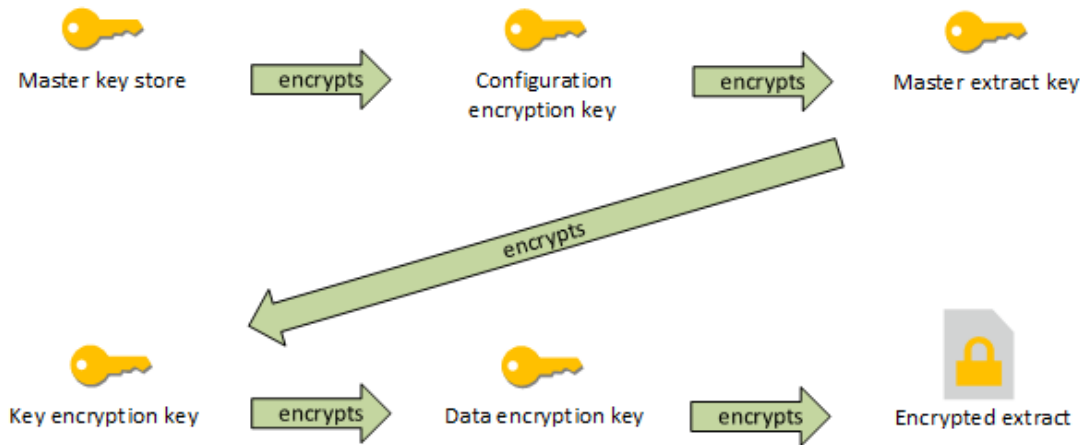 Master key store
encrypts
Configuration
encryption key
encrypts
Master extract key
encrypts
Key encryption key
encrypts
Data encryption key
encrypts
Encrypted extract